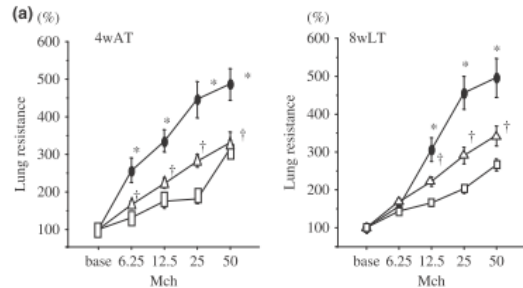 (a) (%) 4wAT
600
500
400
300
200
100
Lung resistance
* * * *
† † † †
base 6.25 12.5 25 50
Mch
(%) 8wLT
600
500
400
300
200
100
Lung resistance
* * *
† † †
base 6.25 12.5 25 50
Mch